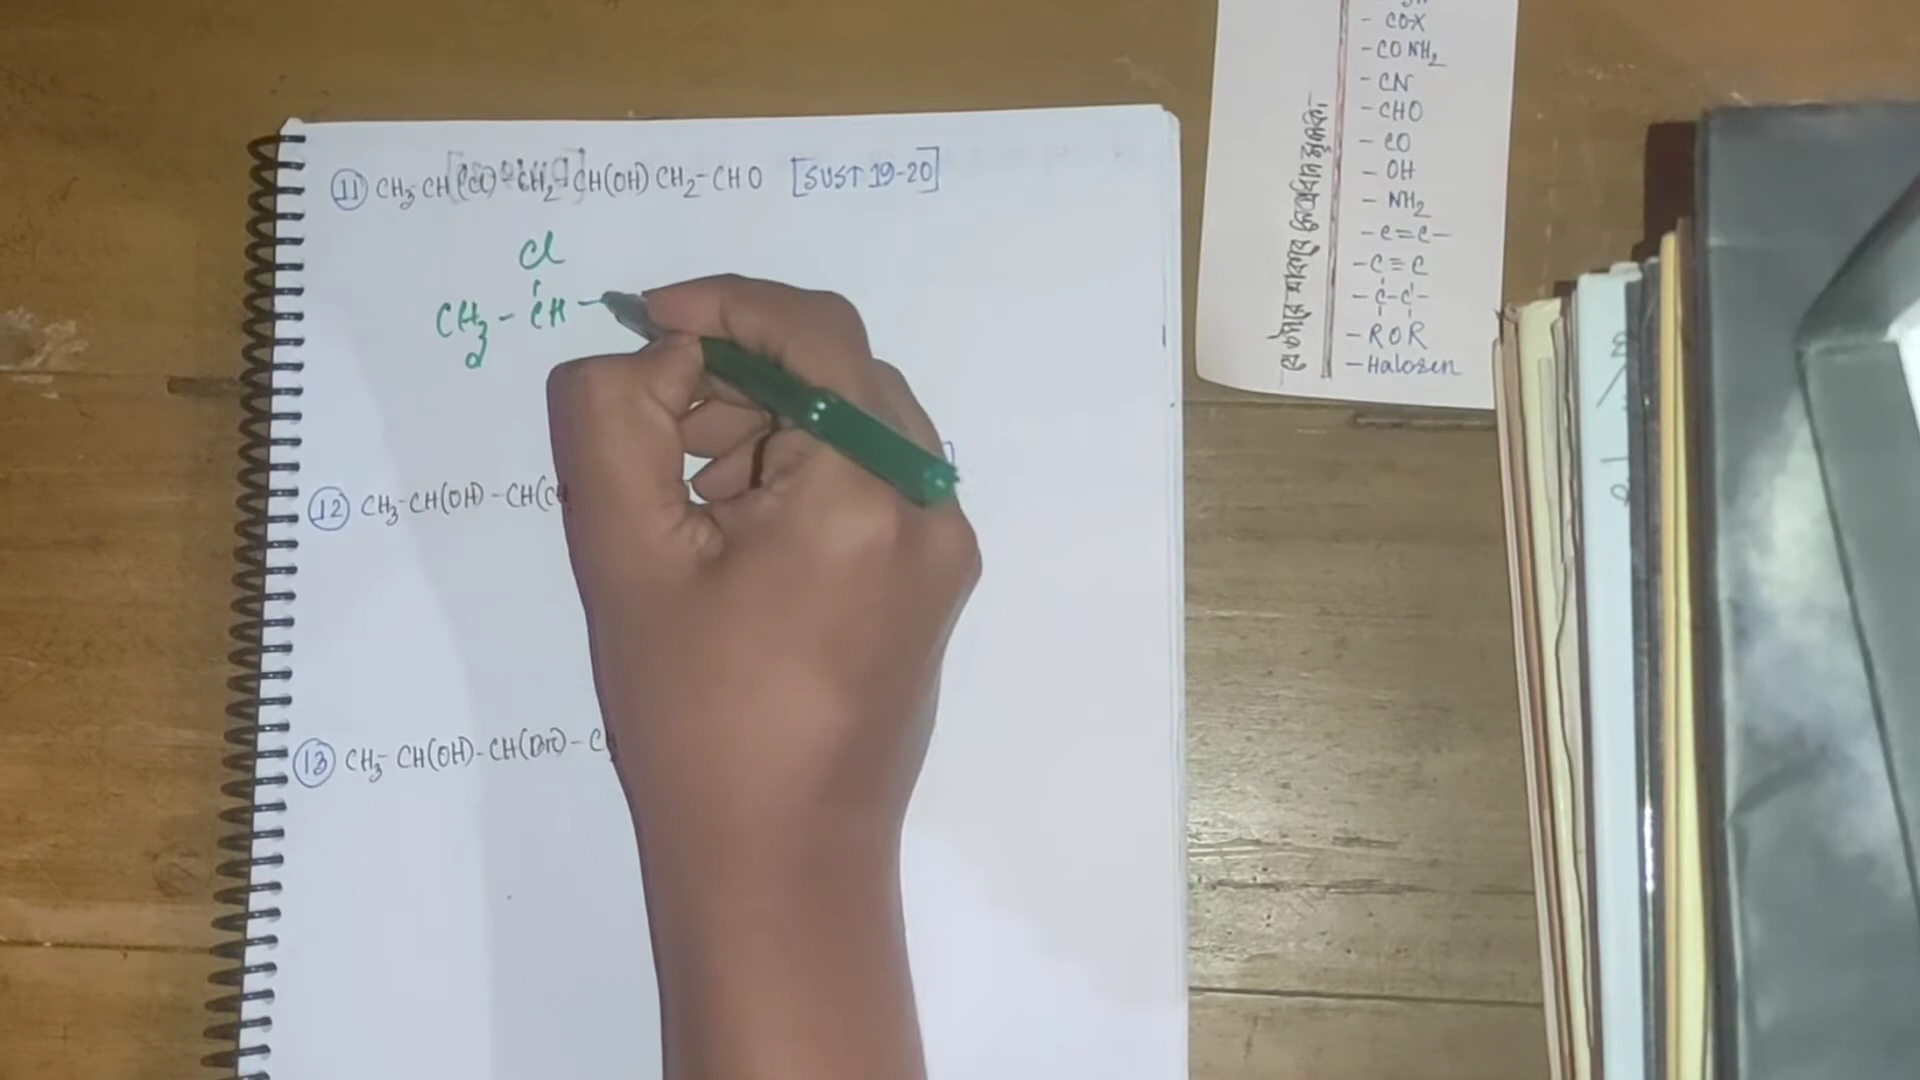 (11) CH3-CH(Cl)-CH2-CH(OH)CH2-CHO [SUST 19-20]
Cl
CH3 - CH -
(12) CH3-CH(OH)-CH(
(13) CH3-CH(OH)-CH(Br)-C
- COX
- CONH2
- CN
- CHO
- CO
- OH
- NH2
- C=C-
- C≡C
- C-C-
- ROR
- Halogen